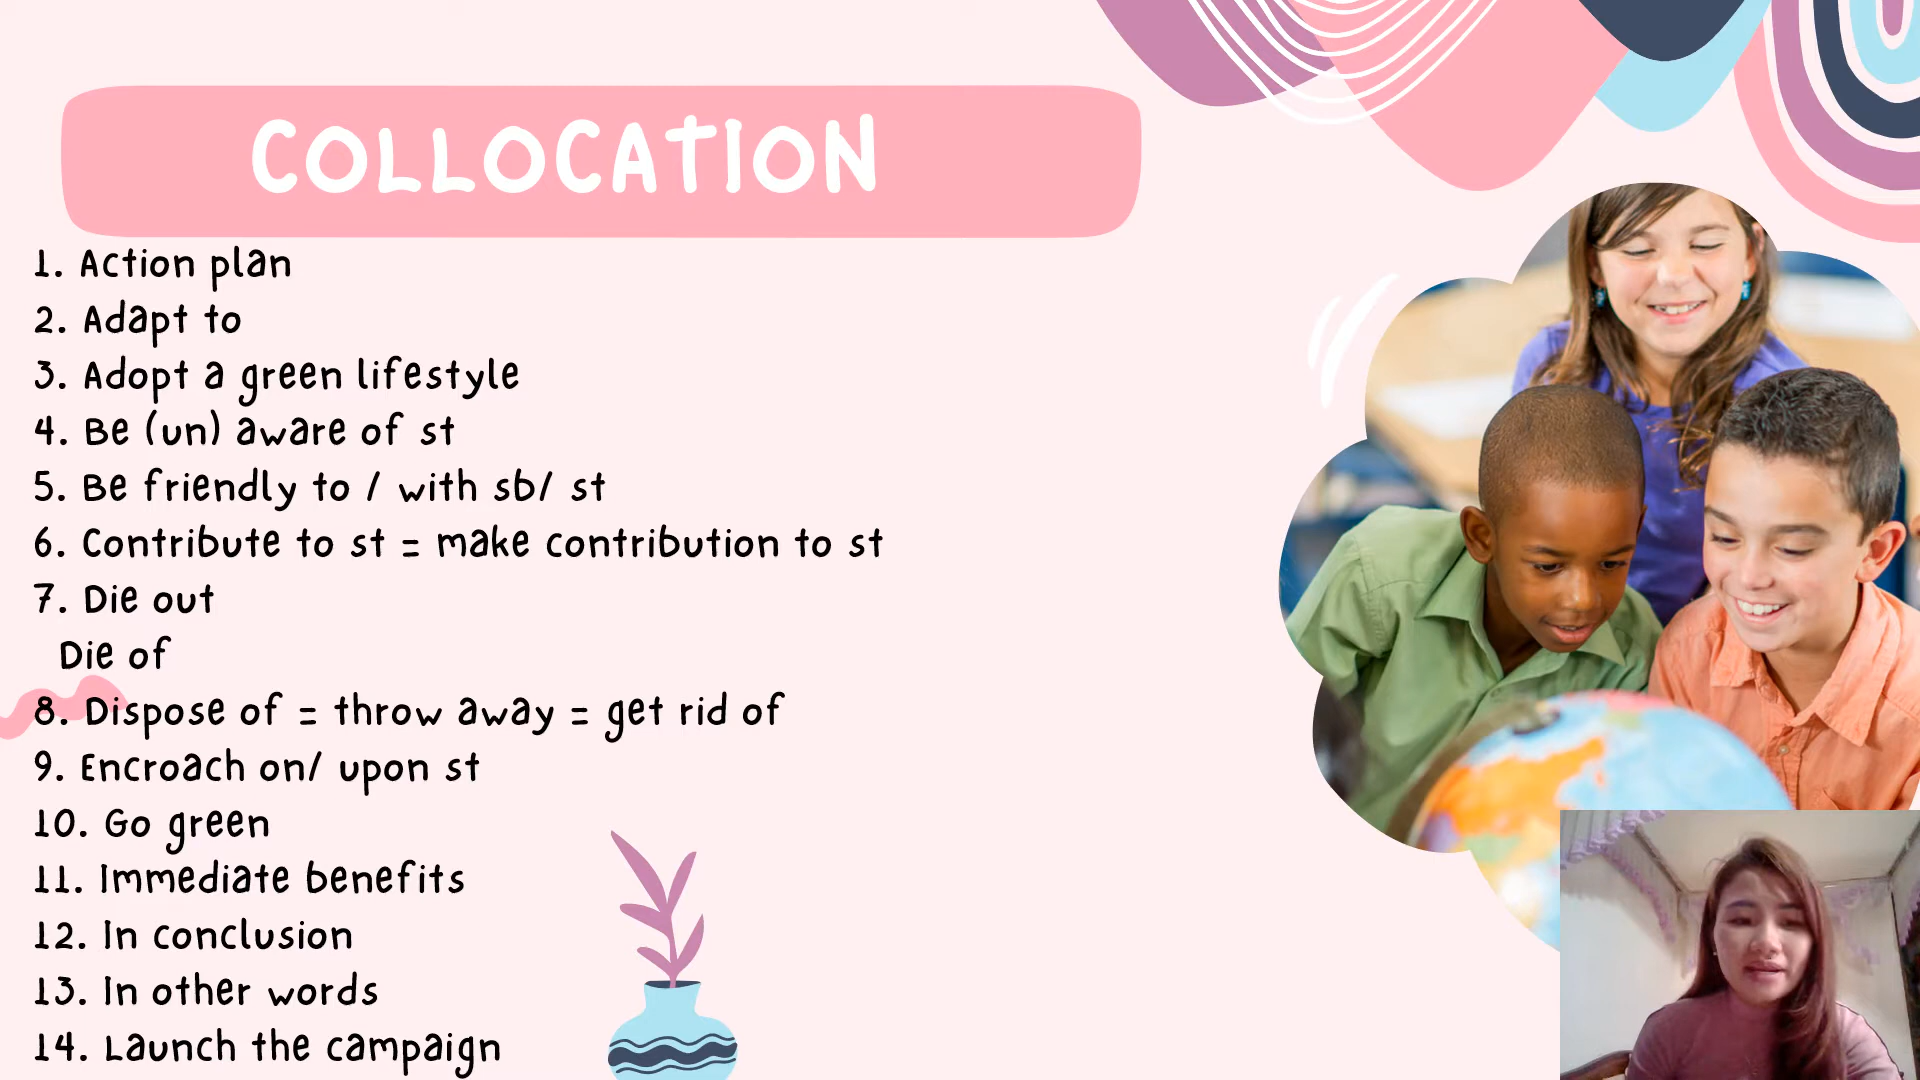 COLLOCATION
1. Action plan
2. Adapt to
3. Adopt a green lifestyle
4. Be (un) aware of st
5. Be friendly to / with sb/ st
6. Contribute to st = make contribution to st
7. Die out
Die of
8. Dispose of = throw away = get rid of
9. Encroach on/ upon st
10. Go green
11. Immediate benefits
12. In conclusion
13. In other words
14. Launch the campaign